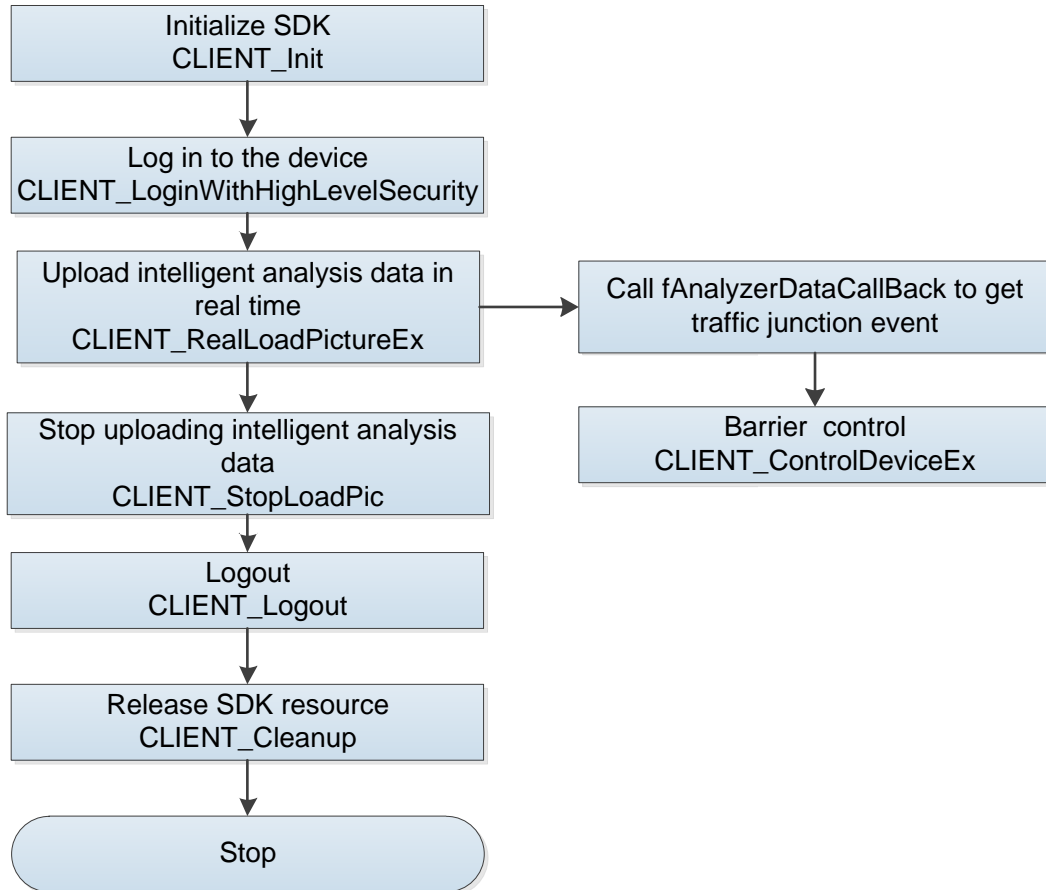 Initialize SDK
CLIENT_Init
Log in to the device
CLIENT_LoginWithHighLevelSecurity
Upload intelligent analysis data in
real time
CLIENT_RealLoadPictureEx
Call fAnalyzerDataCallBack to get
traffic junction event
Barrier control
CLIENT_ControlDeviceEx
Stop uploading intelligent analysis
data
CLIENT_StopLoadPic
Logout
CLIENT_Logout
Release SDK resource
CLIENT_Cleanup
Stop